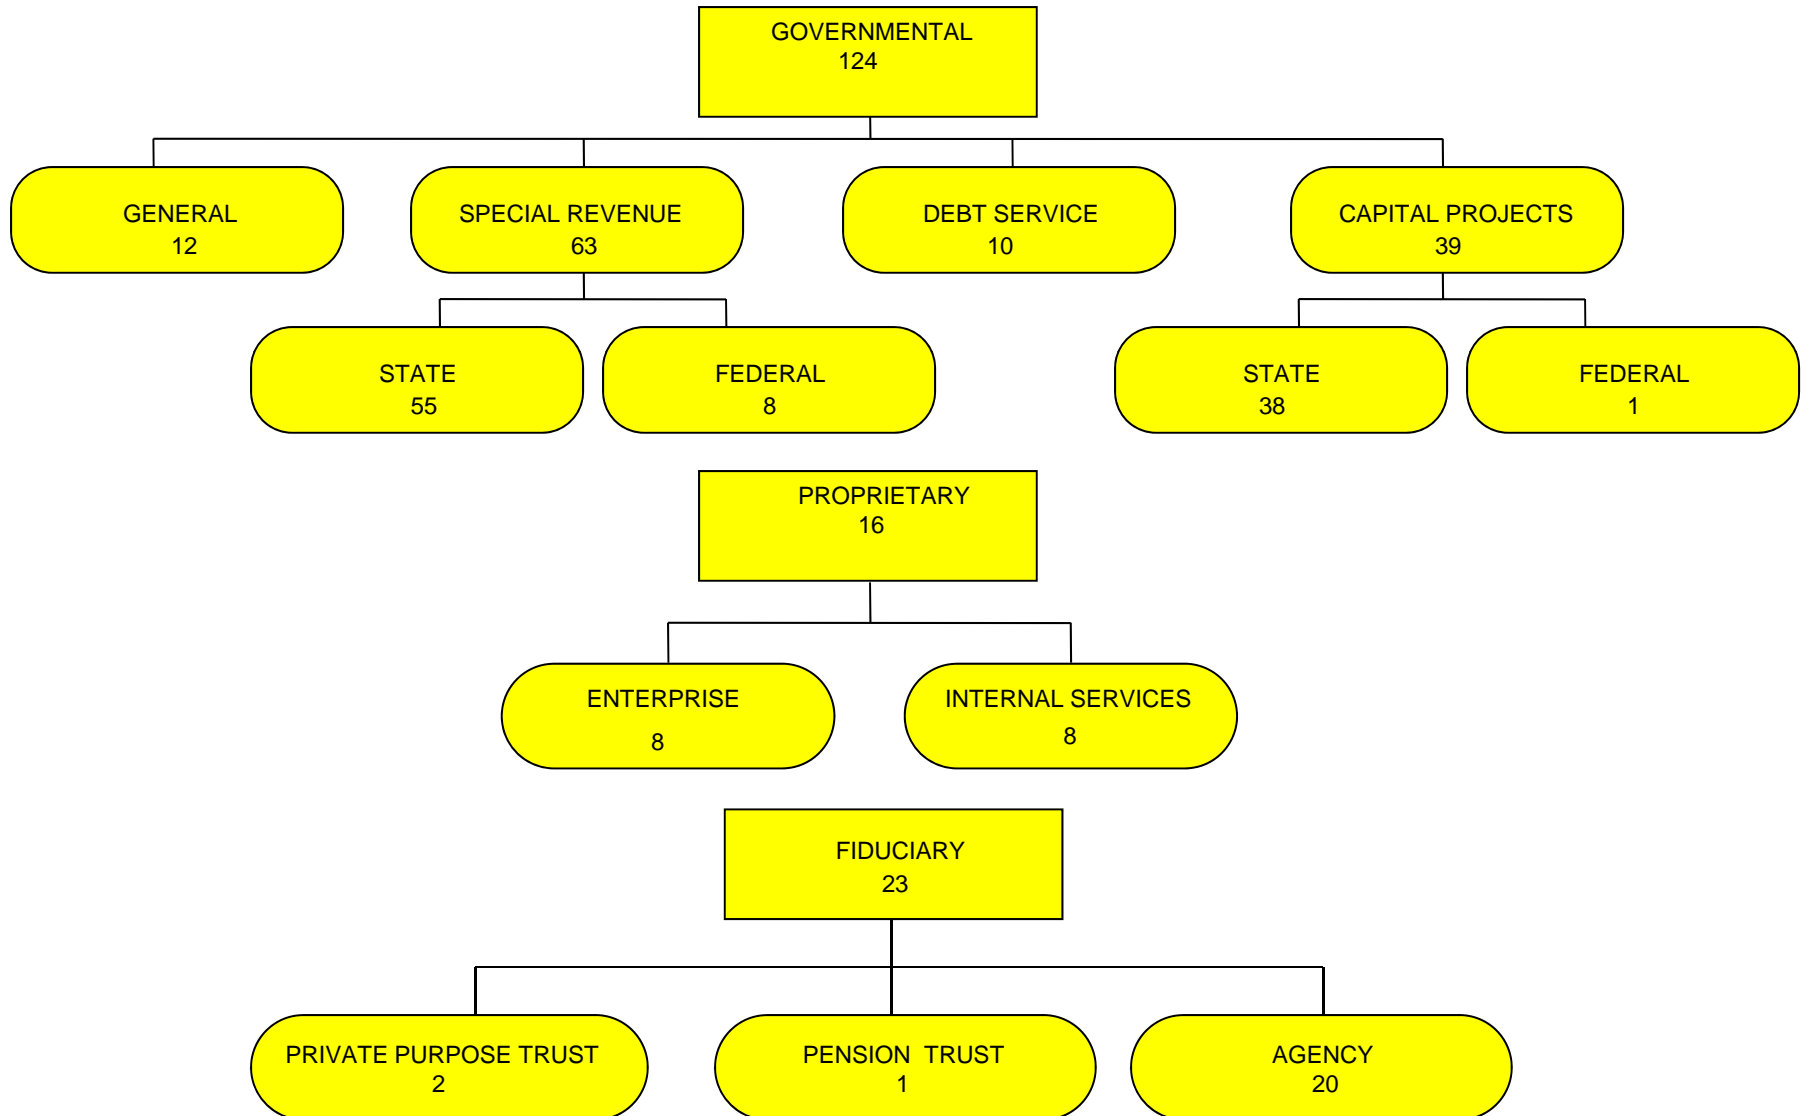 GOVERNMENTAL
124
GENERAL
12
SPECIAL REVENUE
63
DEBT SERVICE
10
CAPITAL PROJECTS
39
STATE
55
FEDERAL
8
STATE
38
FEDERAL
1
PROPRIETARY
16
ENTERPRISE
8
INTERNAL SERVICES
8
FIDUCIARY
23
PRIVATE PURPOSE TRUST
2
PENSION TRUST
1
AGENCY
20